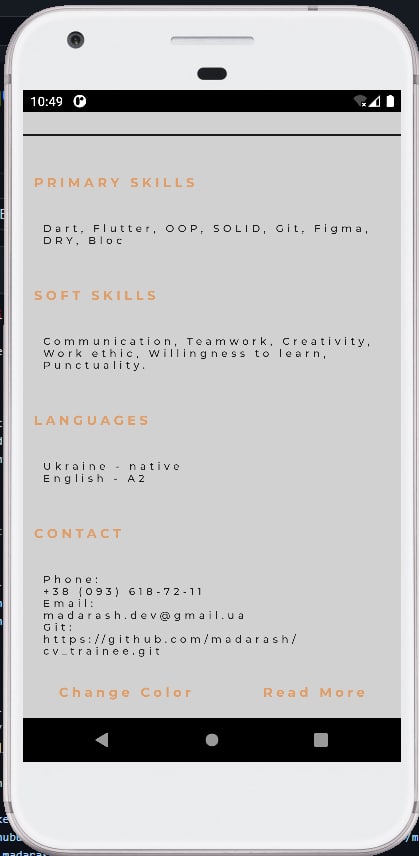 10:49
PRIMARY SKILLS
Dart, Flutter, OOP, SOLID, Git, Figma,
DRY, Bloc
SOFT SKILLS
Communication, Teamwork, Creativity,
Work ethic, Willingness to learn,
Punctuality.
LANGUAGES
Ukraine - native
English - A2
CONTACT
Phone:
+38 (093) 618-72-11
Email:
madarash.dev@gmail.ua
Git:
https://github.com/madarash/
cv_trainee.git
Change Color
Read More